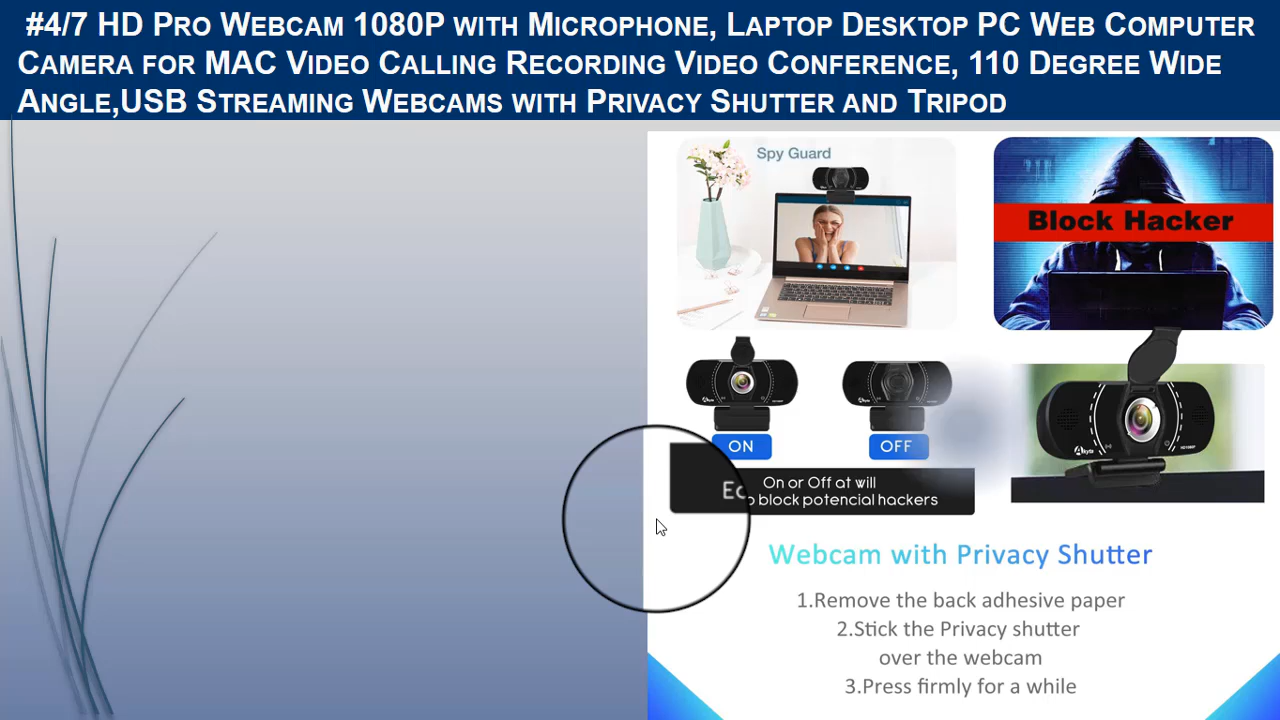 #4/7 HD Pro Webcam 1080P with Microphone, Laptop Desktop PC Web Computer
Camera for MAC Video Calling Recording Video Conference, 110 Degree Wide
Angle,USB Streaming Webcams with Privacy Shutter and Tripod
Spy Guard
Block Hacker
ON
OFF
On or Off at will
block potencial hackers
Webcam with Privacy Shutter
1.Remove the back adhesive paper
2.Stick the Privacy shutter
over the webcam
3.Press firmly for a while